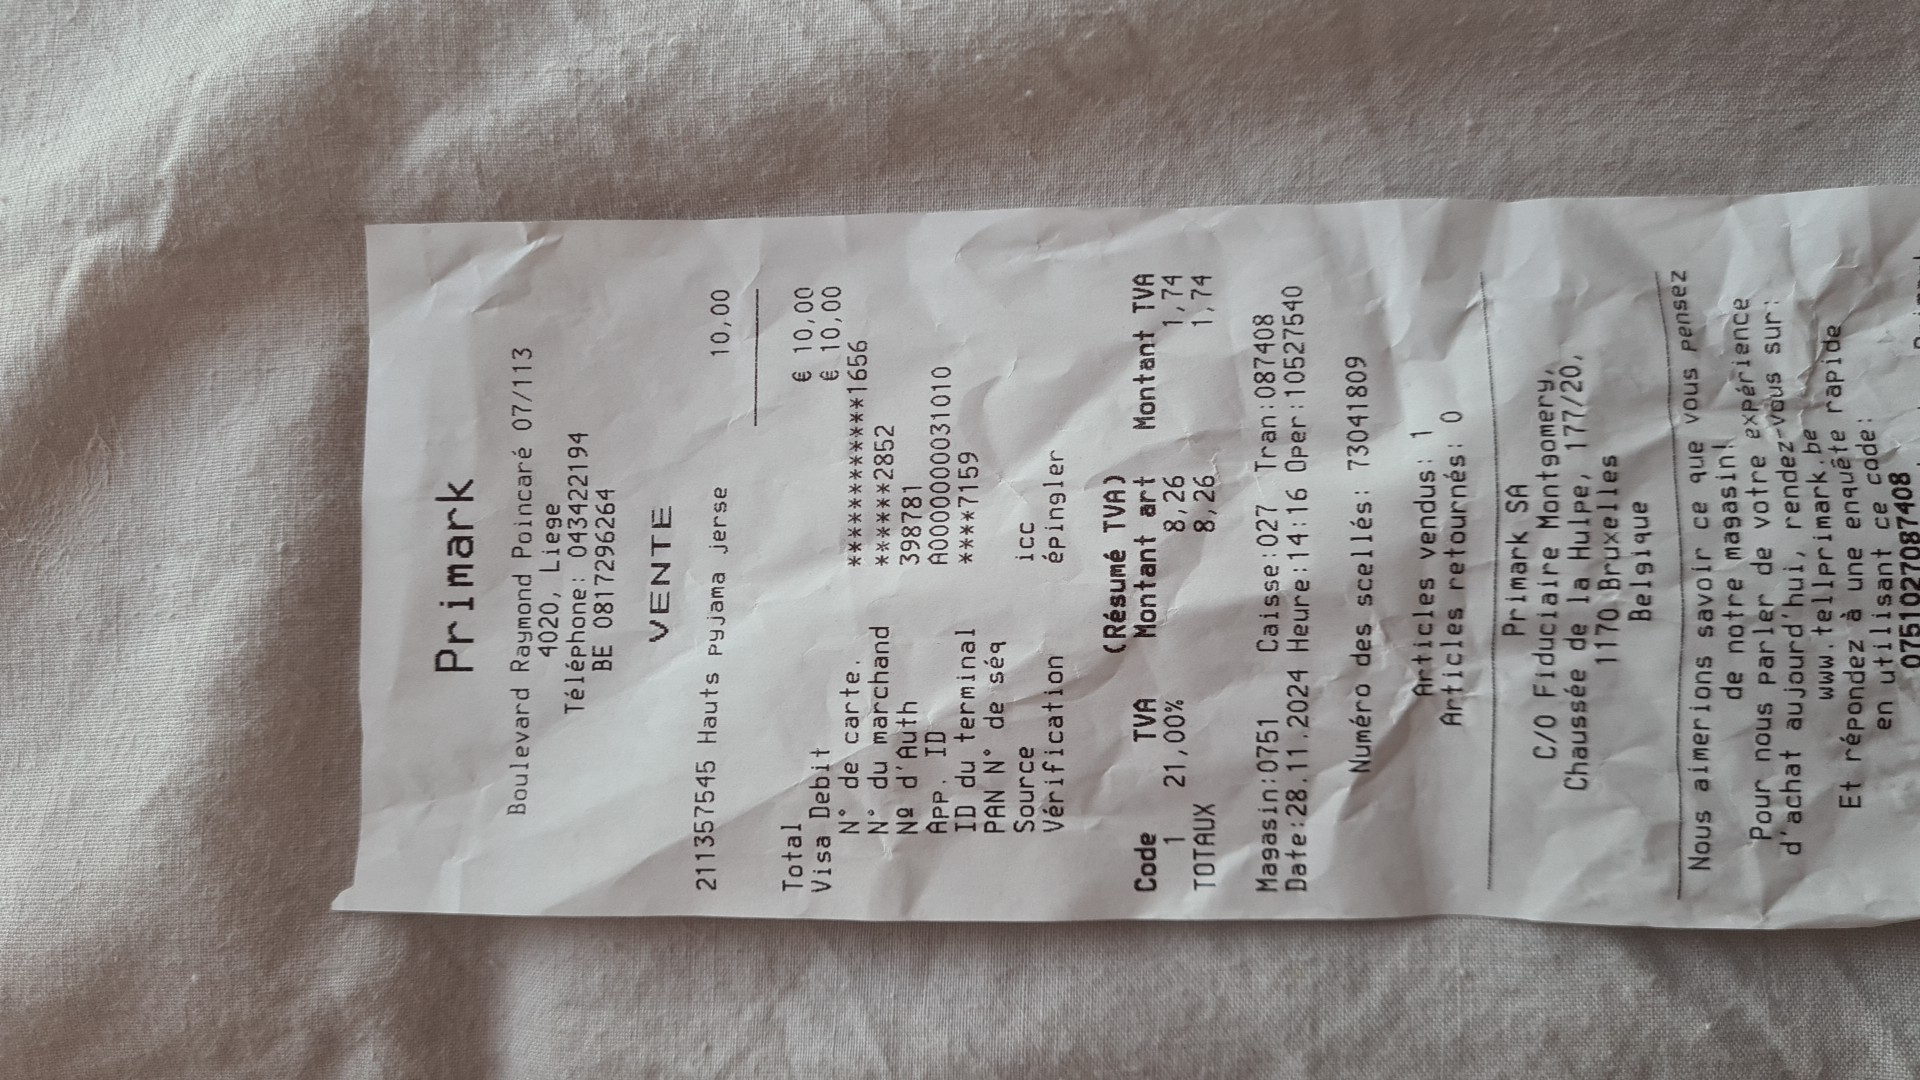 Primark
Boulevard Raymond Poincaré 07/113
4020, Liege
Téléphone: 043422194
BE 0817296264
VENTE
2113577545 Hauts pyjama jerse 10,00
Total € 10,00
Visa Debit € 10,00
N° de carte. ************1656
N° du marchand ******2852
Nº d'Auth 398781
App. ID A0000000031010
ID du terminal ****7159
PAN N° de séq
Source icc
Vérification épingler
(Résumé TVA)
Code TVA Montant art Montant TVA
1 21,00% 8,26 1,74
TOTAUX 8,26 1,74
Magasin:0751 Caisse:027 Tran:087408
Date:28.11.2024 Heure:14:16 Oper:10527540
Numéro des scellés: 73041809
Articles vendus: 1
Articles retournés: 0
Primark SA
C/O Fiduciaire Montgomery,
Chaussée de la Hulpe, 177/20,
1170 Bruxelles
Belgique
Nous aimerions savoir ce que vous pensez
de notre magasin!
Pour nous parler de votre expérience
d'achat aujourd'hui, rendez-vous sur:
www.tellprimark.be
Et répondez à une enquête rapide
en utilisant ce code:
0751027087408